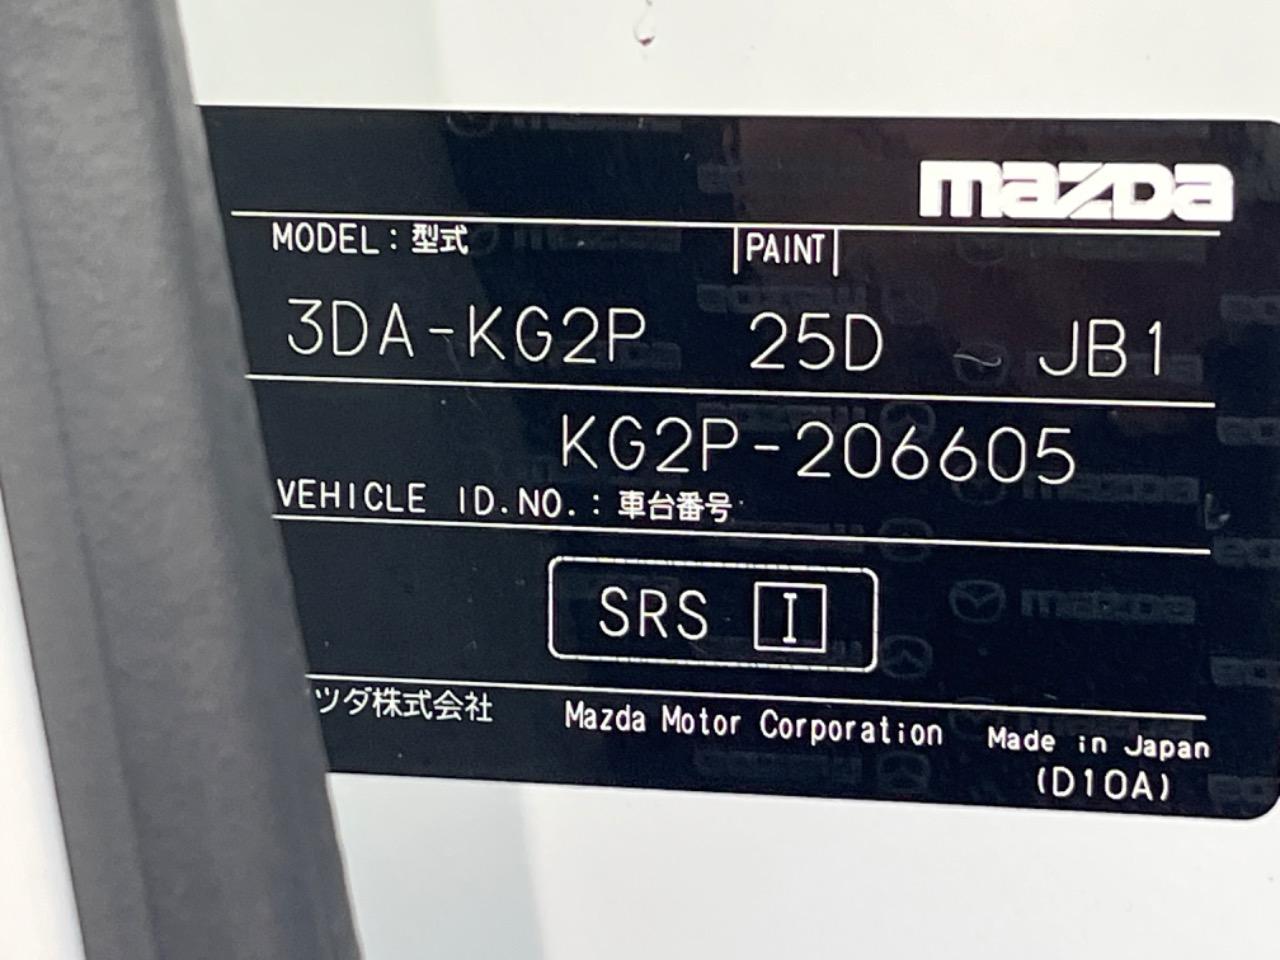 mazda
MODEL : 型式 PAINT
3DA-KG2P 25D JB1
KG2P-206605
VEHICLE ID.NO. : 車台番号
SRS I
ツダ株式会社 Mazda Motor Corporation Made in Japan
(D10A)